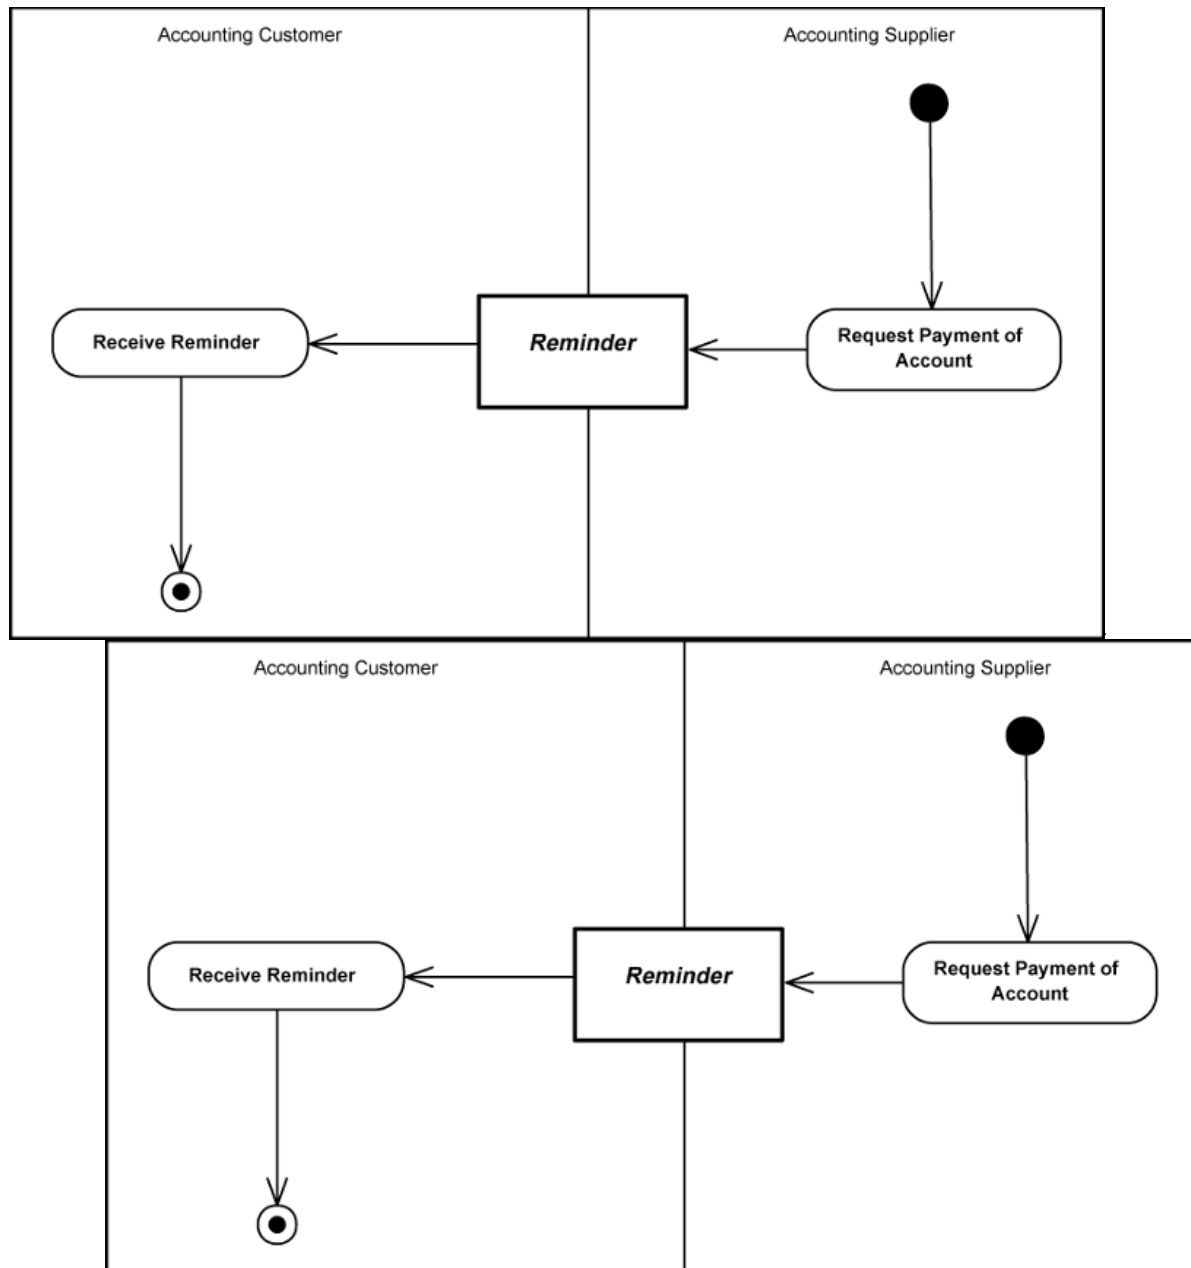 Accounting Customer
Accounting Supplier
Receive Reminder
Reminder
Request Payment of
Account
Accounting Customer
Accounting Supplier
Receive Reminder
Reminder
Request Payment of
Account